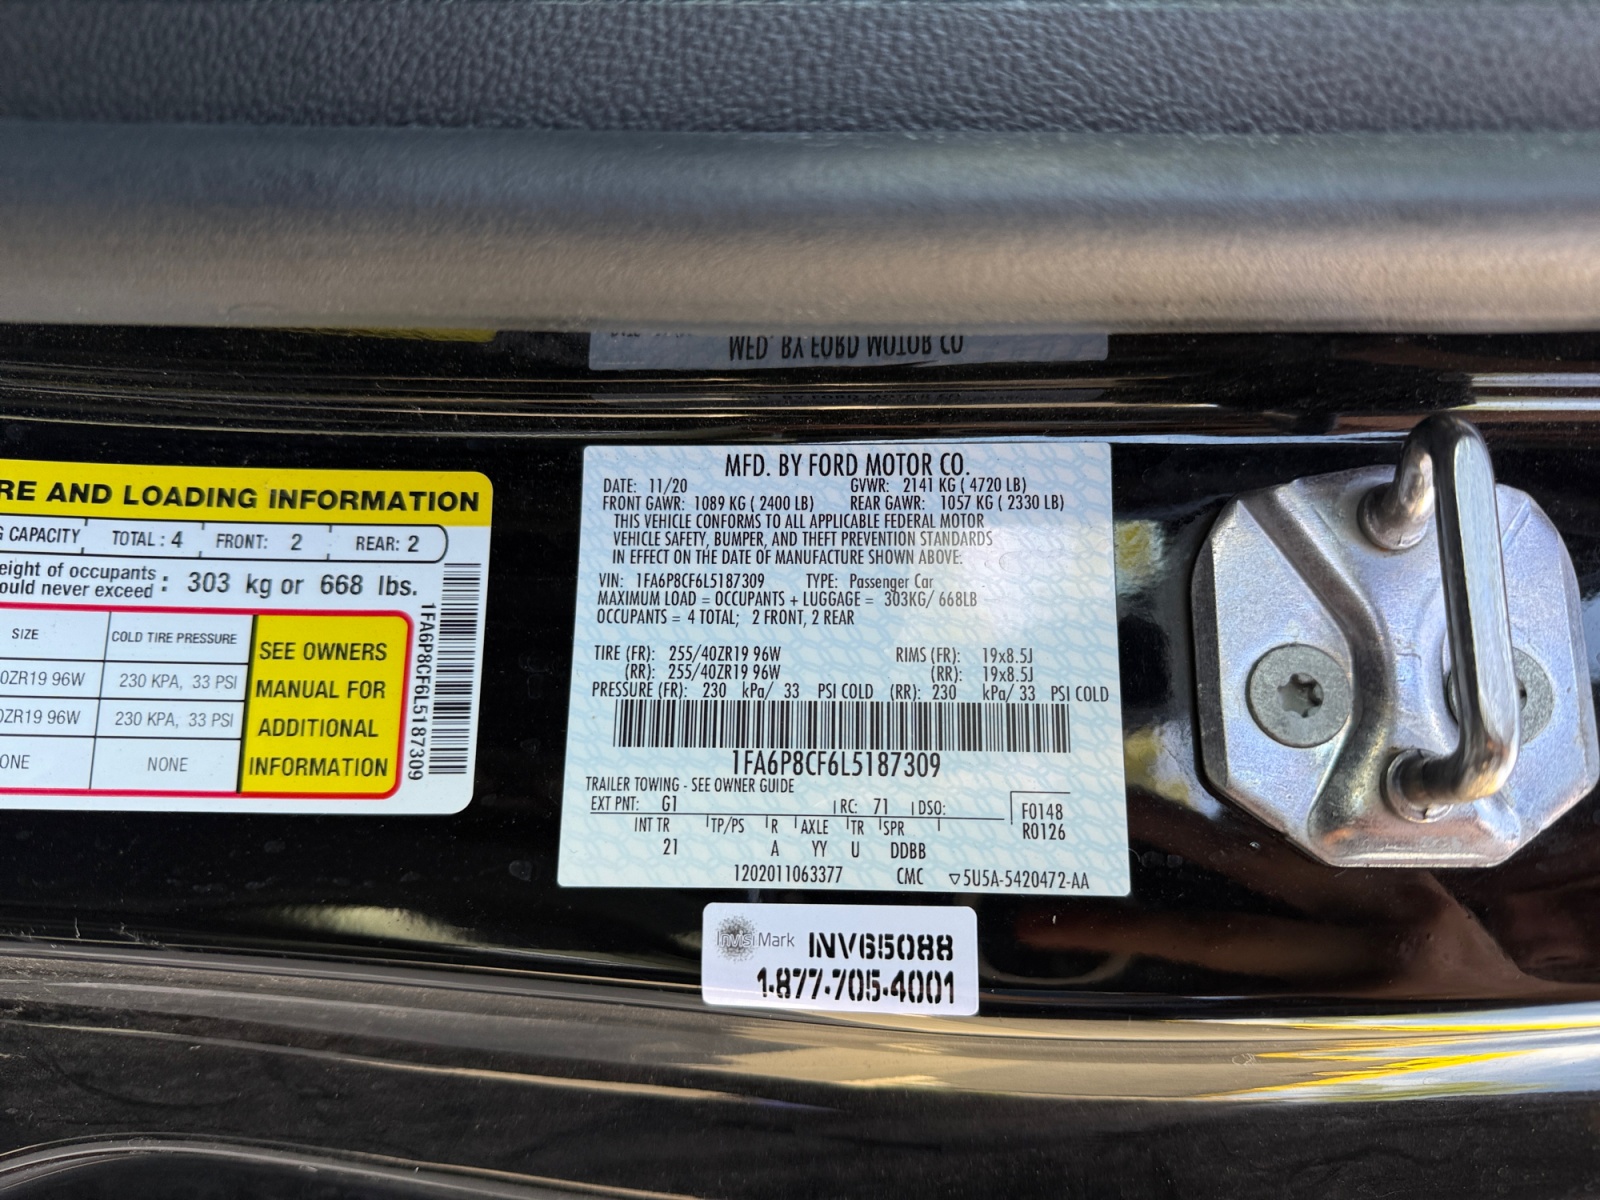 RE AND LOADING INFORMATION
G CAPACITY TOTAL : 4 FRONT: 2 REAR: 2
eight of occupants
ould never exceed : 303 kg or 668 lbs.
SIZE COLD TIRE PRESSURE
0ZR19 96W 230 KPA, 33 PSI
0ZR19 96W 230 KPA, 33 PSI
ONE NONE
SEE OWNERS
MANUAL FOR
ADDITIONAL
INFORMATION
1FA6P8CF6L5187309
MFD. BY FORD MOTOR CO.
MFD. BY FORD MOTOR CO.
DATE: 11/20 GVWR: 2141 KG ( 4720 LB)
FRONT GAWR: 1089 KG ( 2400 LB) REAR GAWR: 1057 KG ( 2330 LB)
THIS VEHICLE CONFORMS TO ALL APPLICABLE FEDERAL MOTOR
VEHICLE SAFETY, BUMPER, AND THEFT PREVENTION STANDARDS
IN EFFECT ON THE DATE OF MANUFACTURE SHOWN ABOVE.
VIN: 1FA6P8CF6L5187309 TYPE: Passenger Car
MAXIMUM LOAD = OCCUPANTS + LUGGAGE = 303KG/ 668LB
OCCUPANTS = 4 TOTAL; 2 FRONT, 2 REAR
TIRE (FR): 255/40ZR19 96W RIMS (FR): 19x8.5J
(RR): 255/40ZR19 96W (RR): 19x8.5J
PRESSURE (FR): 230 kPa/ 33 PSI COLD (RR): 230 kPa/ 33 PSI COLD
1FA6P8CF6L5187309
TRAILER TOWING - SEE OWNER GUIDE
EXT PNT: G1 RC: 71 DSO: F0148
R0126
INT TR TP/PS R AXLE TR SPR
21 A YY U DDBB
1202011063377 CMC ▽5U5A-5420472-AA
InvisiMark INV65088
1-877-705-4001